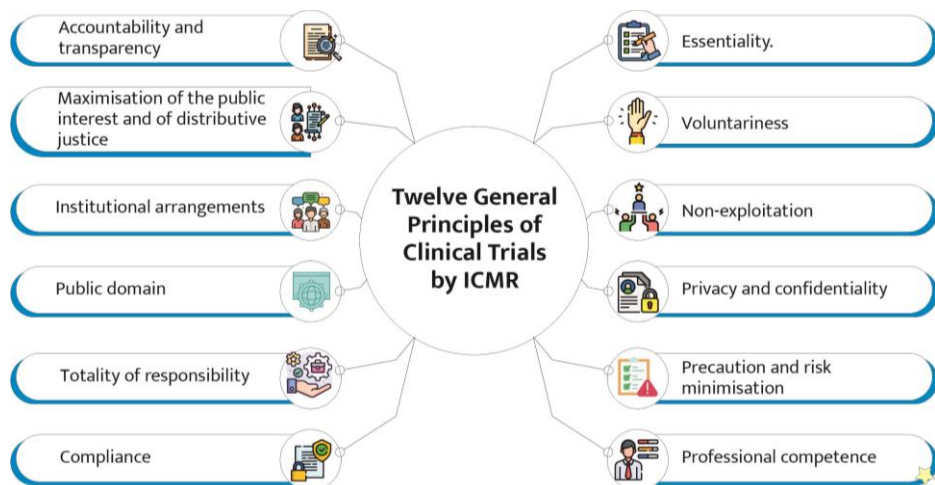 Accountability and
transparency
Maximisation of the public
interest and of distributive
justice
Institutional arrangements
Public domain
Totality of responsibility
Compliance
Twelve General
Principles of
Clinical Trials
by ICMR
Essentiality.
Voluntariness
Non-exploitation
Privacy and confidentiality
Precaution and risk
minimisation
Professional competence